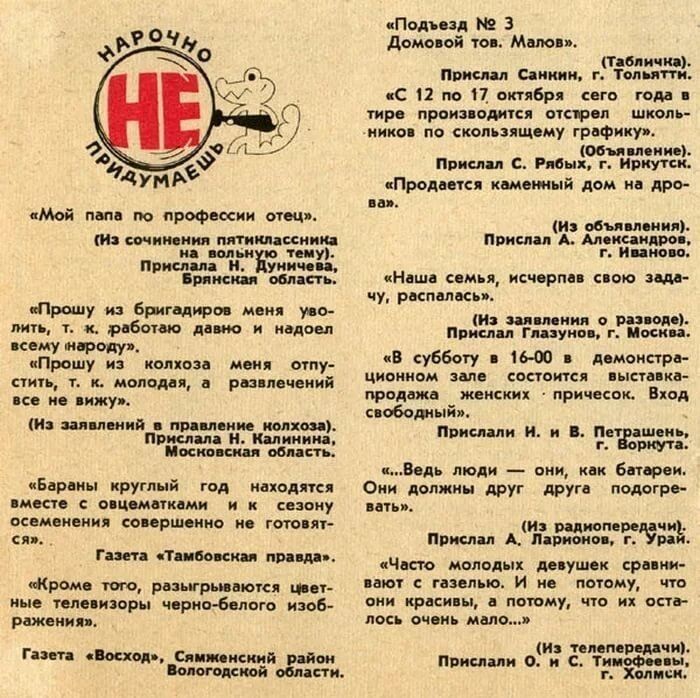 НАРОЧНО
НЕ
ПРИДУМАЕШЬ
«Мой папа по профессии отец».
(Из сочинения пятиклассника
на вольную тему).
Прислала Н. Дуничева,
Брянская область.
«Прошу из бригадиров меня уво-
лить, т. к. работаю давно и надоел
всему народу».
«Прошу из колхоза меня отпу-
стить, т. к. молодая, а развлечений
все не вижу».
(Из заявлений в правление колхоза).
Прислала Н. Калинина,
Московская область.
«Бараны круглый год находятся
вместе с овцематками и к сезону
осеменения совершенно не готовят-
ся».
Газета «Тамбовская правда».
«Кроме того, разыгрываются цвет-
ные телевизоры черно-белого изоб-
ражения».
Газета «Восход», Сямженский район
Вологодской области.
«Подъезд № 3
Домовой тов. Малов».
(Табличка).
Прислал Санкин, г. Тольятти.
«С 12 по 17 октября сего года в
тире производится отстрел школь-
ников по скользящему графику».
(Объявление).
Прислал С. Рябых, г. Иркутск.
«Продается каменный дом на дро-
ва».
(Из объявления).
Прислал А. Александров,
г. Иваново.
«Наша семья, исчерпав свою зада-
чу, распалась».
(Из заявления о разводе).
Прислал Глазунов, г. Москва.
«В субботу в 16-00 в демонстра-
ционном зале состоится выставка-
продажа женских причесок. Вход
свободный».
Прислали И. и В. Петрашень,
г. Воркута.
«...Ведь люди — они, как батареи.
Они должны друг друга подогре-
вать».
(Из радиопередачи).
Прислал А. Ларионов, г. Урай.
«Часто молодых девушек сравни-
вают с газелью. И не потому, что
они красивы, а потому, что их оста-
лось очень мало...»
(Из телепередачи).
Прислали О. и С. Тимофеевы,
г. Холмск.